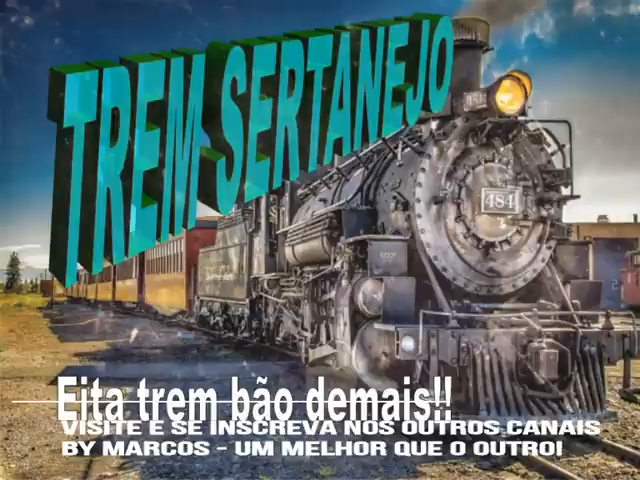 TREM SERTANEJO
484
Eita trem bão demais!!
VISITE E SE INSCREVA NOS OUTROS CANAIS
BY MARCOS - UM MELHOR QUE O OUTRO!